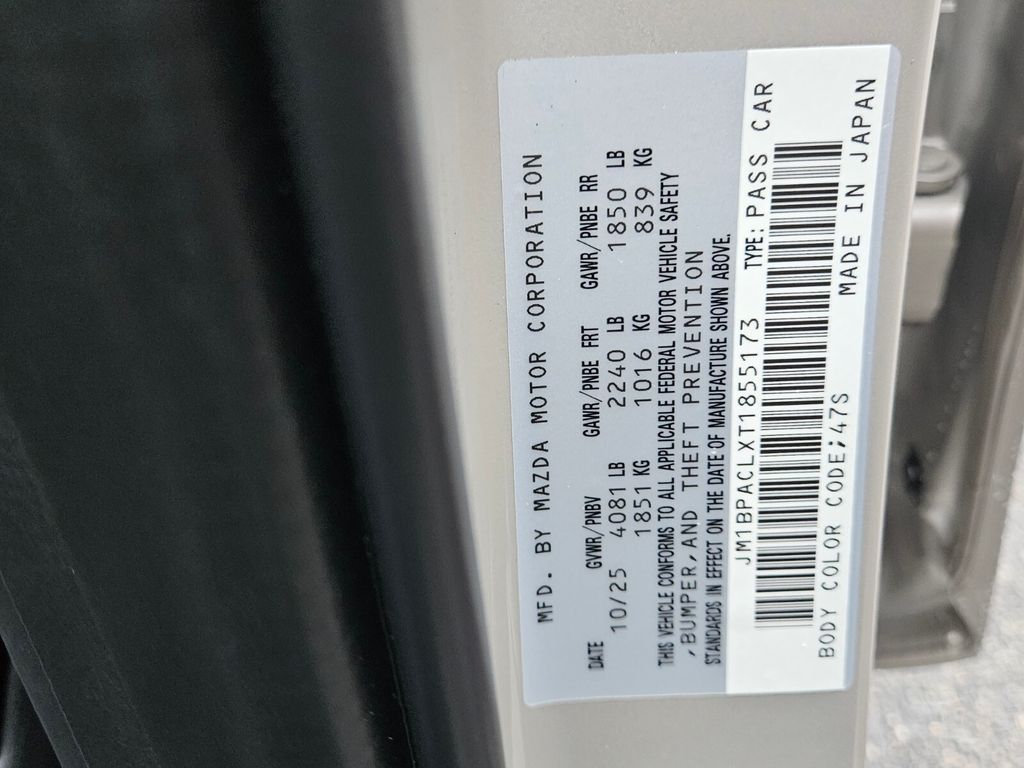 MFD. BY MAZDA MOTOR CORPORATION
DATE GVWR/PNBV GAWR/PNBE FRT GAWR/PNBE RR
10/25 4081 LB 2240 LB 1850 LB
1851 KG 1016 KG 839 KG
THIS VEHICLE CONFORMS TO ALL APPLICABLE FEDERAL MOTOR VEHICLE SAFETY
,BUMPER,AND THEFT PREVENTION
STANDARDS IN EFFECT ON THE DATE OF MANUFACTURE SHOWN ABOVE.
JM1BPACLXT1855173 TYPE: PASS CAR
BODY COLOR CODE;47S MADE IN JAPAN